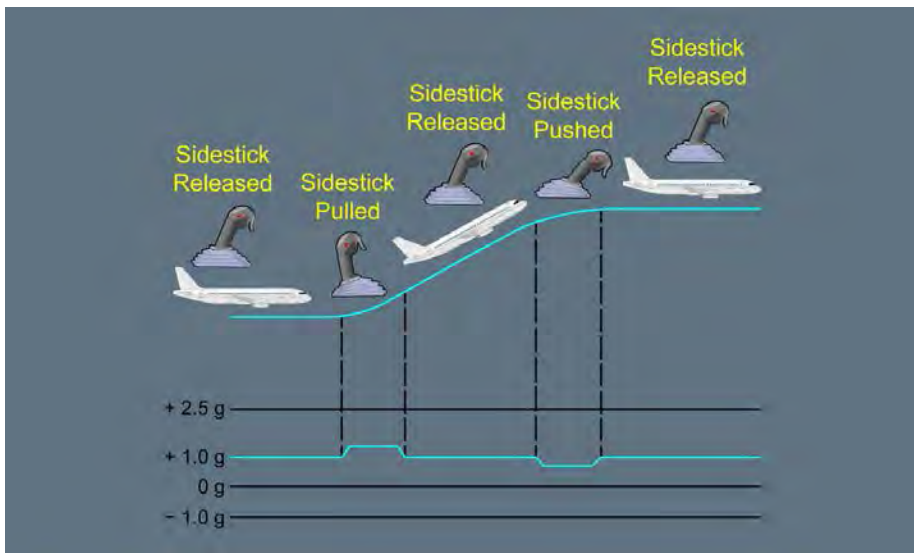 Sidestick
Released
Sidestick
Pulled
Sidestick
Released
Sidestick
Pushed
Sidestick
Released
+ 2.5 g
+ 1.0 g
0 g
− 1.0 g